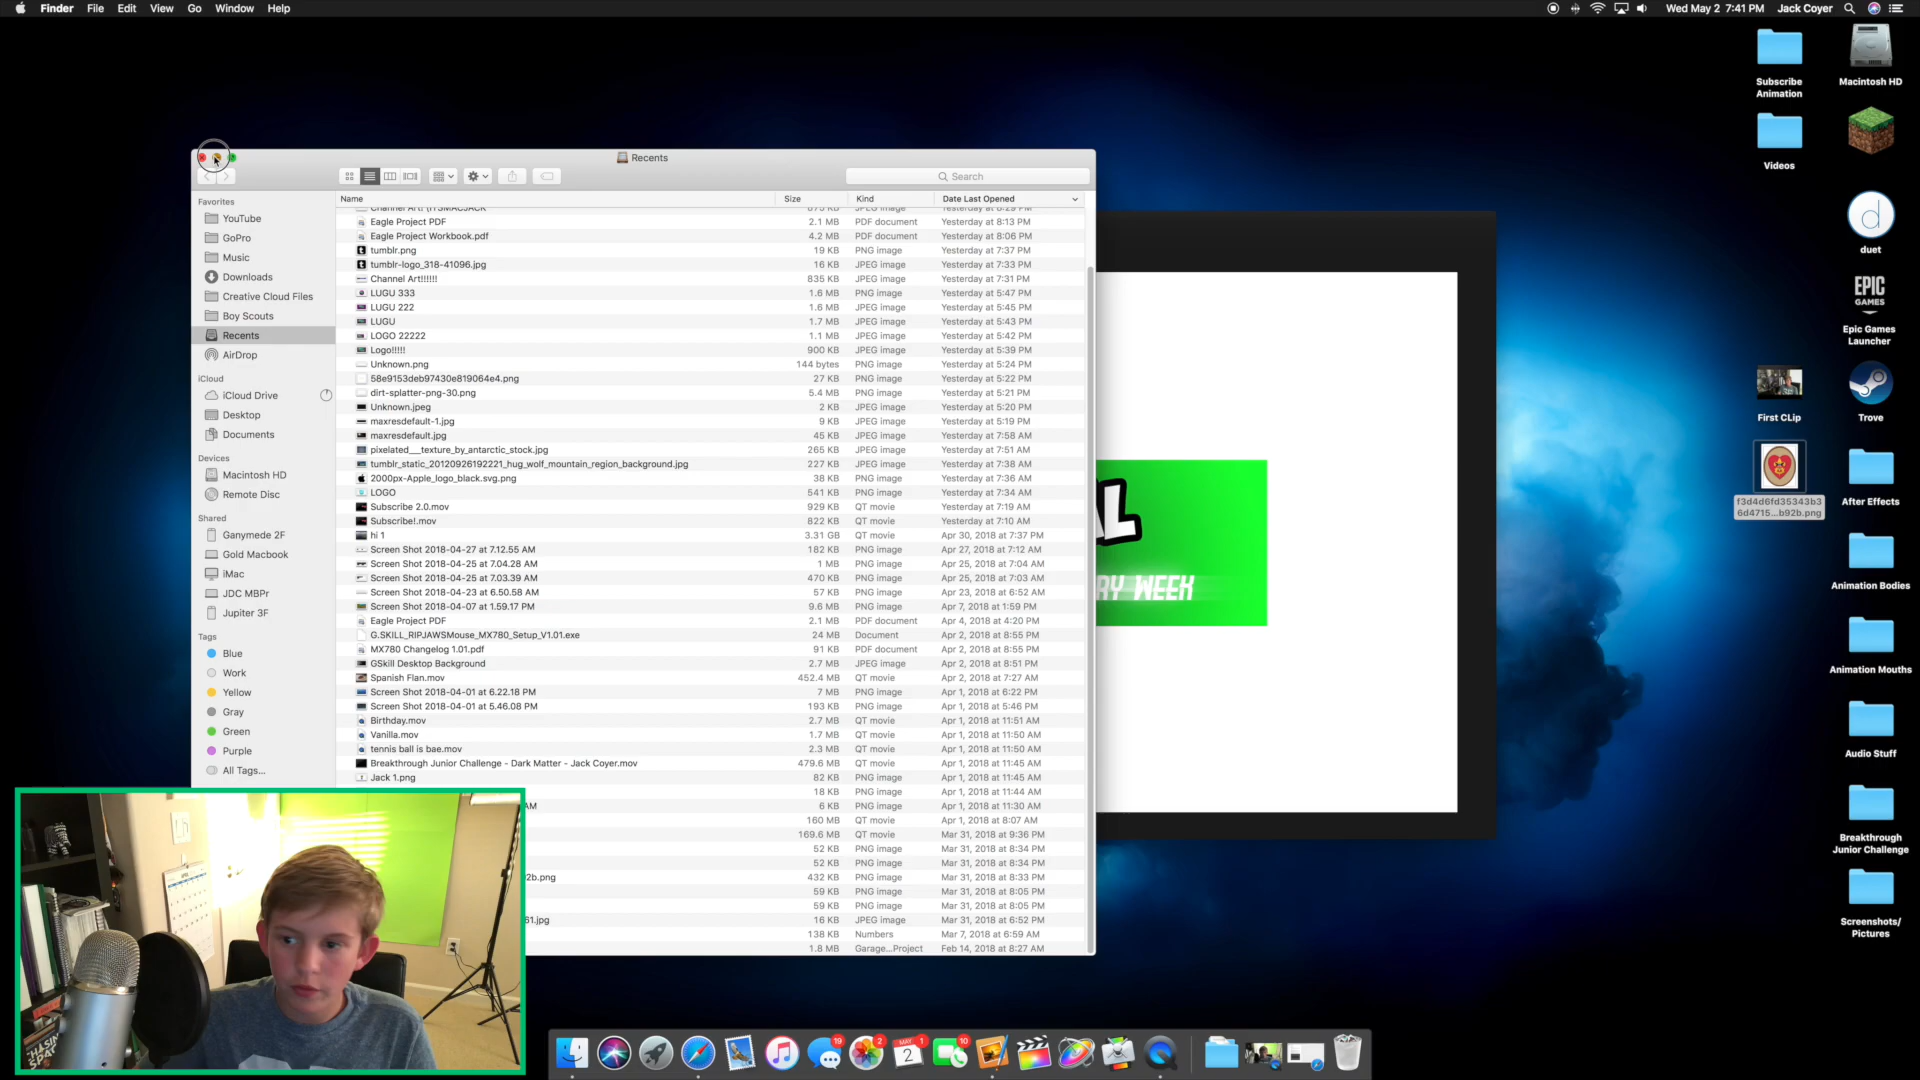 Finder File Edit View Go Window Help
Wed May 2 7:41 PM Jack Coyer
Recents
Search
Name Size Kind Date Last Opened
Favorites
YouTube
GoPro
Music
Downloads
Creative Cloud Files
Boy Scouts
Recents
AirDrop
iCloud
iCloud Drive
Desktop
Documents
Devices
Macintosh HD
Remote Disc
Shared
Ganymede 2F
Gold Macbook
iMac
JDC MBPr
Jupiter 3F
Tags
Blue
Work
Yellow
Gray
Green
Purple
All Tags...
Eagle Project PDF 2.1 MB PDF document Yesterday at 8:13 PM
Eagle Project Workbook.pdf 4.2 MB PDF document Yesterday at 8:06 PM
tumblr.png 19 KB PNG image Yesterday at 7:37 PM
tumblr-logo_318-41096.jpg 16 KB JPEG image Yesterday at 7:33 PM
Channel Art!!!!!! 835 KB JPEG image Yesterday at 7:31 PM
LUGU 333 1.6 MB PNG image Yesterday at 5:47 PM
LUGU 222 1.6 MB JPEG image Yesterday at 5:45 PM
LUGU 1.7 MB JPEG image Yesterday at 5:43 PM
LOGO 22222 1.1 MB JPEG image Yesterday at 5:42 PM
Logo!!!!! 900 KB JPEG image Yesterday at 5:39 PM
Unknown.png 144 bytes PNG image Yesterday at 5:24 PM
58e9153deb97430e819064e4.png 27 KB PNG image Yesterday at 5:22 PM
dirt-splatter-png-30.png 5.4 MB PNG image Yesterday at 5:21 PM
Unknown.jpeg 2 KB JPEG image Yesterday at 5:20 PM
maxresdefault-1.jpg 9 KB JPEG image Yesterday at 5:19 PM
maxresdefault.jpg 45 KB JPEG image Yesterday at 7:58 AM
pixelated__texture_by_antarctic_stock.jpg 265 KB JPEG image Yesterday at 7:51 AM
tumblr_static_20120926192221_hug_wolf_mountain_region_background.jpg 227 KB JPEG image Yesterday at 7:38 AM
2000px-Apple_logo_black.svg.png 38 KB PNG image Yesterday at 7:36 AM
LOGO 541 KB PNG image Yesterday at 7:34 AM
Subscribe 2.0.mov 929 KB QT movie Yesterday at 7:19 AM
Subscribe!.mov 822 KB QT movie Yesterday at 7:10 AM
hi 1 3.31 GB QT movie Apr 30, 2018 at 7:37 PM
Screen Shot 2018-04-27 at 7.12.55 AM 182 KB PNG image Apr 27, 2018 at 7:12 AM
Screen Shot 2018-04-25 at 7.04.28 AM 1 MB PNG image Apr 25, 2018 at 7:04 AM
Screen Shot 2018-04-25 at 7.03.39 AM 470 KB PNG image Apr 25, 2018 at 7:03 AM
Screen Shot 2018-04-23 at 6.50.58 AM 57 KB PNG image Apr 23, 2018 at 6:52 AM
Screen Shot 2018-04-07 at 1.59.17 PM 9.6 MB PNG image Apr 7, 2018 at 1:59 PM
Eagle Project PDF 2.1 MB PDF document Apr 4, 2018 at 4:20 PM
G.SKILL_RIPJAWSMouse_MX780_Setup_V1.01.exe 24 MB Document Apr 2, 2018 at 8:55 PM
MX780 Changelog 1.01.pdf 91 KB PDF document Apr 2, 2018 at 8:55 PM
GSkill Desktop Background 2.7 MB JPEG image Apr 2, 2018 at 8:51 PM
Spanish Flan.mov 452.4 MB QT movie Apr 2, 2018 at 7:27 AM
Screen Shot 2018-04-01 at 6.22.18 PM 7 MB PNG image Apr 1, 2018 at 6:22 PM
Screen Shot 2018-04-01 at 5.46.08 PM 193 KB PNG image Apr 1, 2018 at 5:46 PM
Birthday.mov 2.7 MB QT movie Apr 1, 2018 at 11:51 AM
Vanilla.mov 1.7 MB QT movie Apr 1, 2018 at 11:50 AM
tennis ball is bae.mov 2.3 MB QT movie Apr 1, 2018 at 11:50 AM
Breakthrough Junior Challenge - Dark Matter - Jack Coyer.mov 479.6 MB QT movie Apr 1, 2018 at 11:45 AM
Jack 1.png 82 KB PNG image Apr 1, 2018 at 11:45 AM
18 KB PNG image Apr 1, 2018 at 11:44 AM
AM 6 KB PNG image Apr 1, 2018 at 11:30 AM
160 MB QT movie Apr 1, 2018 at 8:07 AM
169.6 MB QT movie Mar 31, 2018 at 9:36 PM
52 KB PNG image Mar 31, 2018 at 8:34 PM
52 KB PNG image Mar 31, 2018 at 8:34 PM
2b.png 432 KB PNG image Mar 31, 2018 at 8:33 PM
59 KB PNG image Mar 31, 2018 at 8:05 PM
59 KB PNG image Mar 31, 2018 at 8:05 PM
61.jpg 16 KB JPEG image Mar 31, 2018 at 6:52 PM
138 KB Numbers Mar 3, 2018 at 6:59 AM
1.8 MB Garage...Project Feb 14, 2018 at 8:27 AM
AL
RY WEEK
Subscribe
Animation
Macintosh HD
Videos
duet
EPIC
GAMES
Epic Games
Launcher
First CLip
Trove
f3d4d6fd35343b3
6d4715...b92b.png
After Effects
Animation Bodies
Animation Mouths
Audio Stuff
Breakthrough
Junior Challenge
Screenshots/
Pictures
19
2
MAY 1
2
10